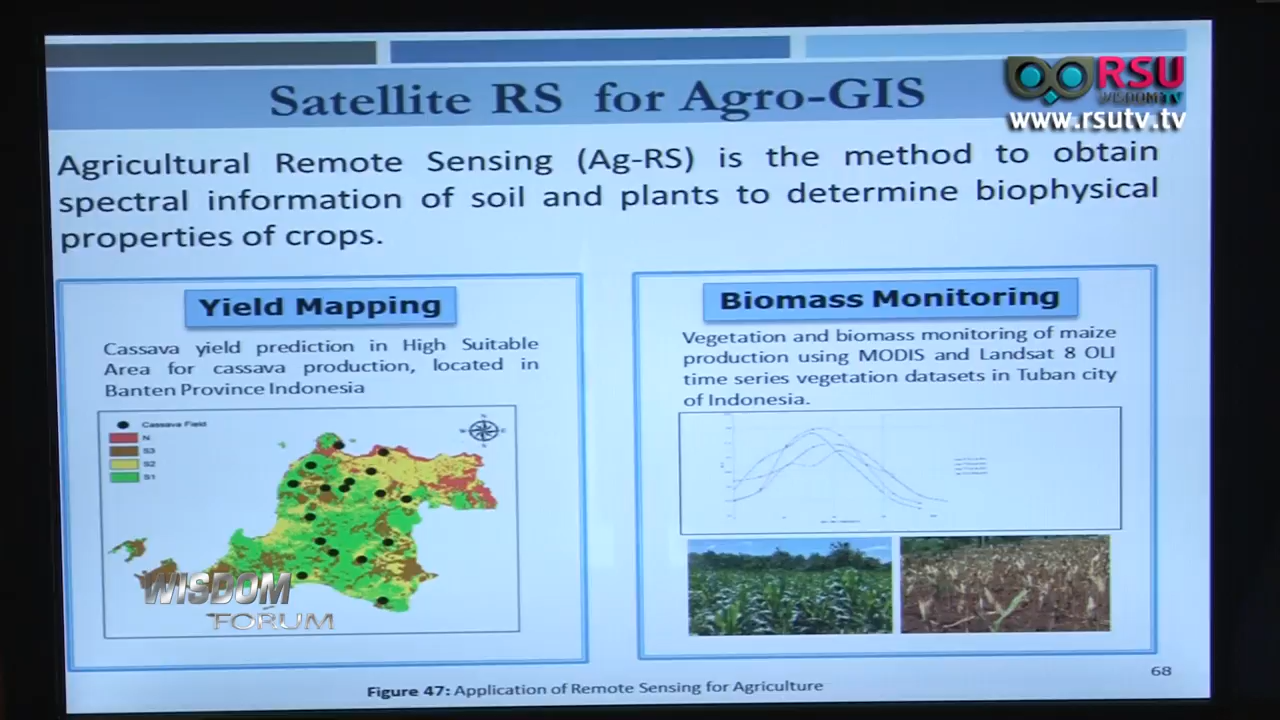 Satellite RS for Agro-GIS
RSU
WISDOM TV
www.rsutv.tv
Agricultural Remote Sensing (Ag-RS) is the method to obtain
spectral information of soil and plants to determine biophysical
properties of crops.
Yield Mapping
Cassava yield prediction in High Suitable
Area for cassava production, located in
Banten Province Indonesia
Cassava Field
N
S3
S2
S1
Biomass Monitoring
Vegetation and biomass monitoring of maize
production using MODIS and Landsat 8 OLI
time series vegetation datasets in Tuban city
of Indonesia.
WISDOM
FORUM
68
Figure 47: Application of Remote Sensing for Agriculture